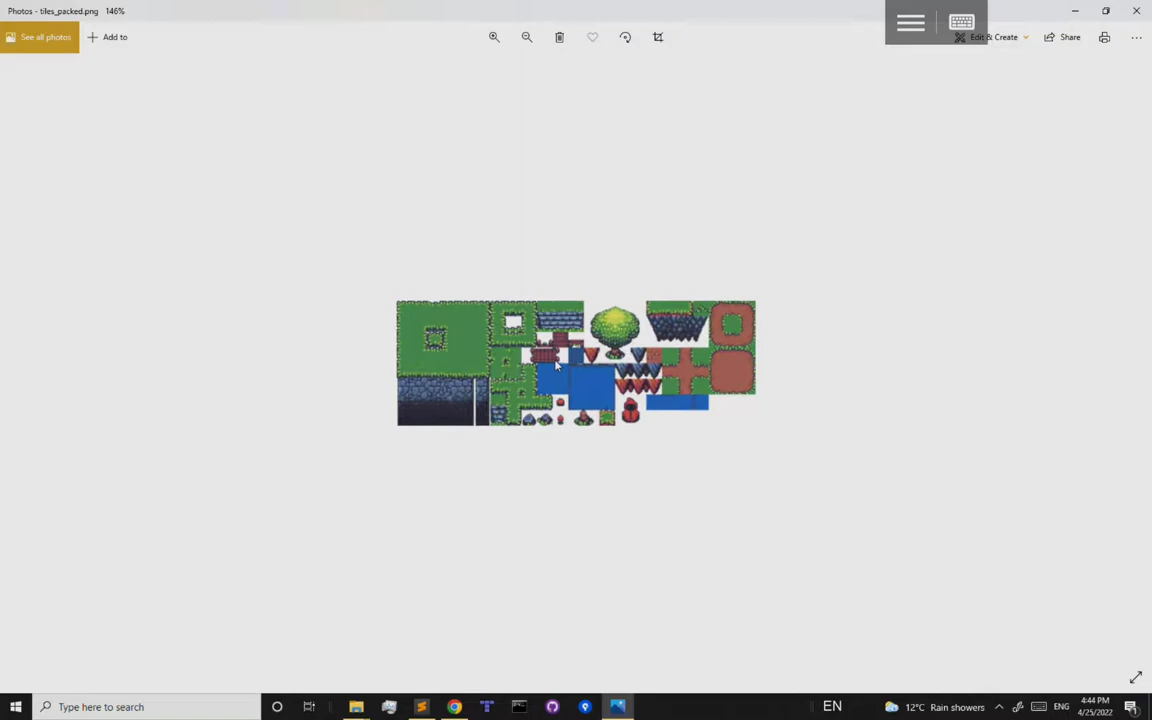 Photos - tiles_packed.png 146%
See all photos
Add to
Edit & Create
Share
Type here to search
EN
12°C Rain showers
ENG
4:44 PM
4/25/2022
1